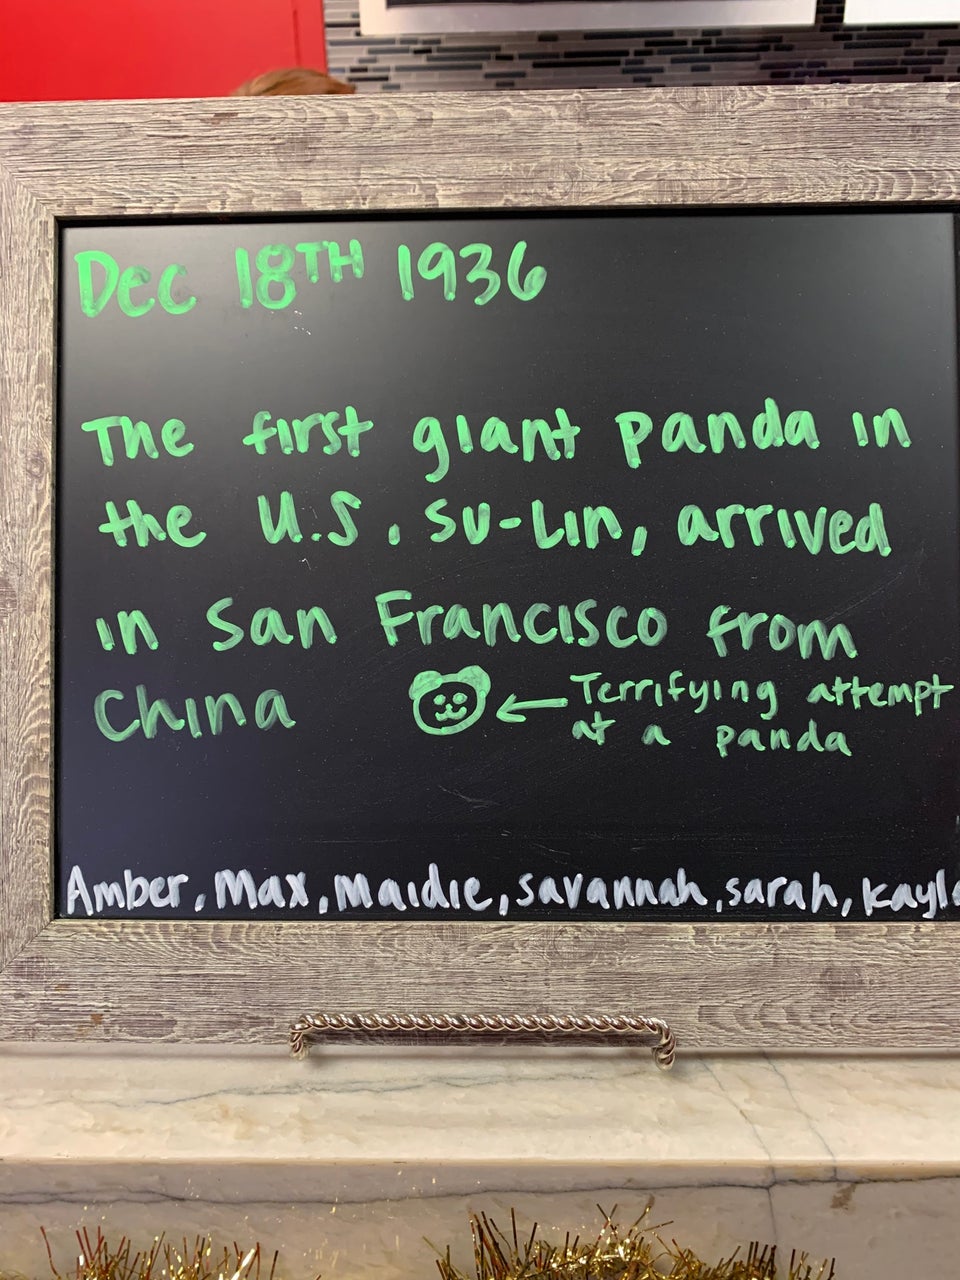 Dec 18TH 1936
The first giant panda in
the U.S, Su-Lin, arrived
in San Francisco from
China
Terrifying attempt
at a panda
Amber, Max, Maidie, Savannah, Sarah, Kayl